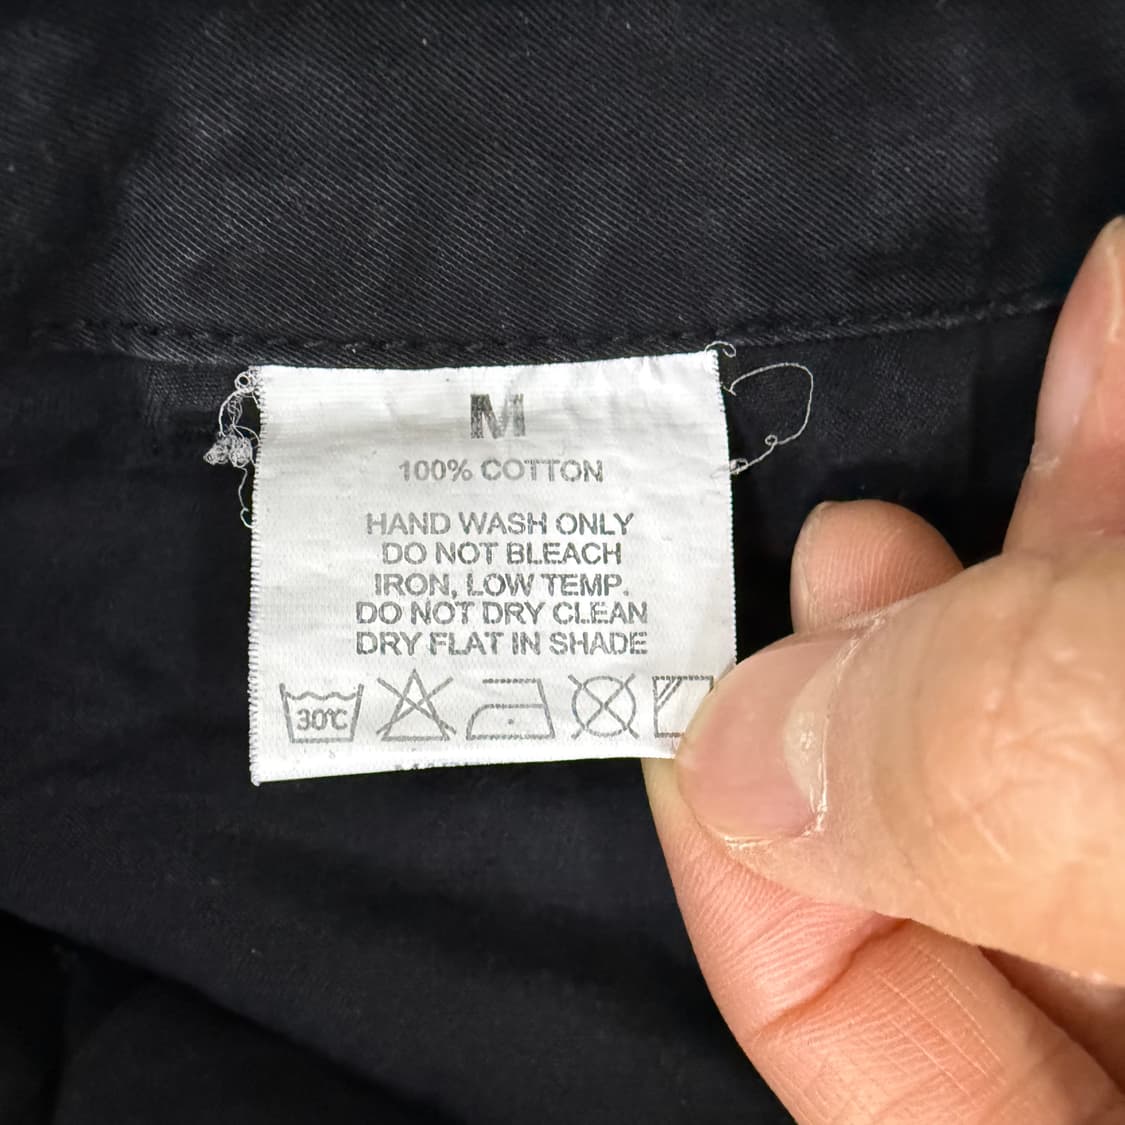 M
100% COTTON
HAND WASH ONLY
DO NOT BLEACH
IRON, LOW TEMP.
DO NOT DRY CLEAN
DRY FLAT IN SHADE
30℃